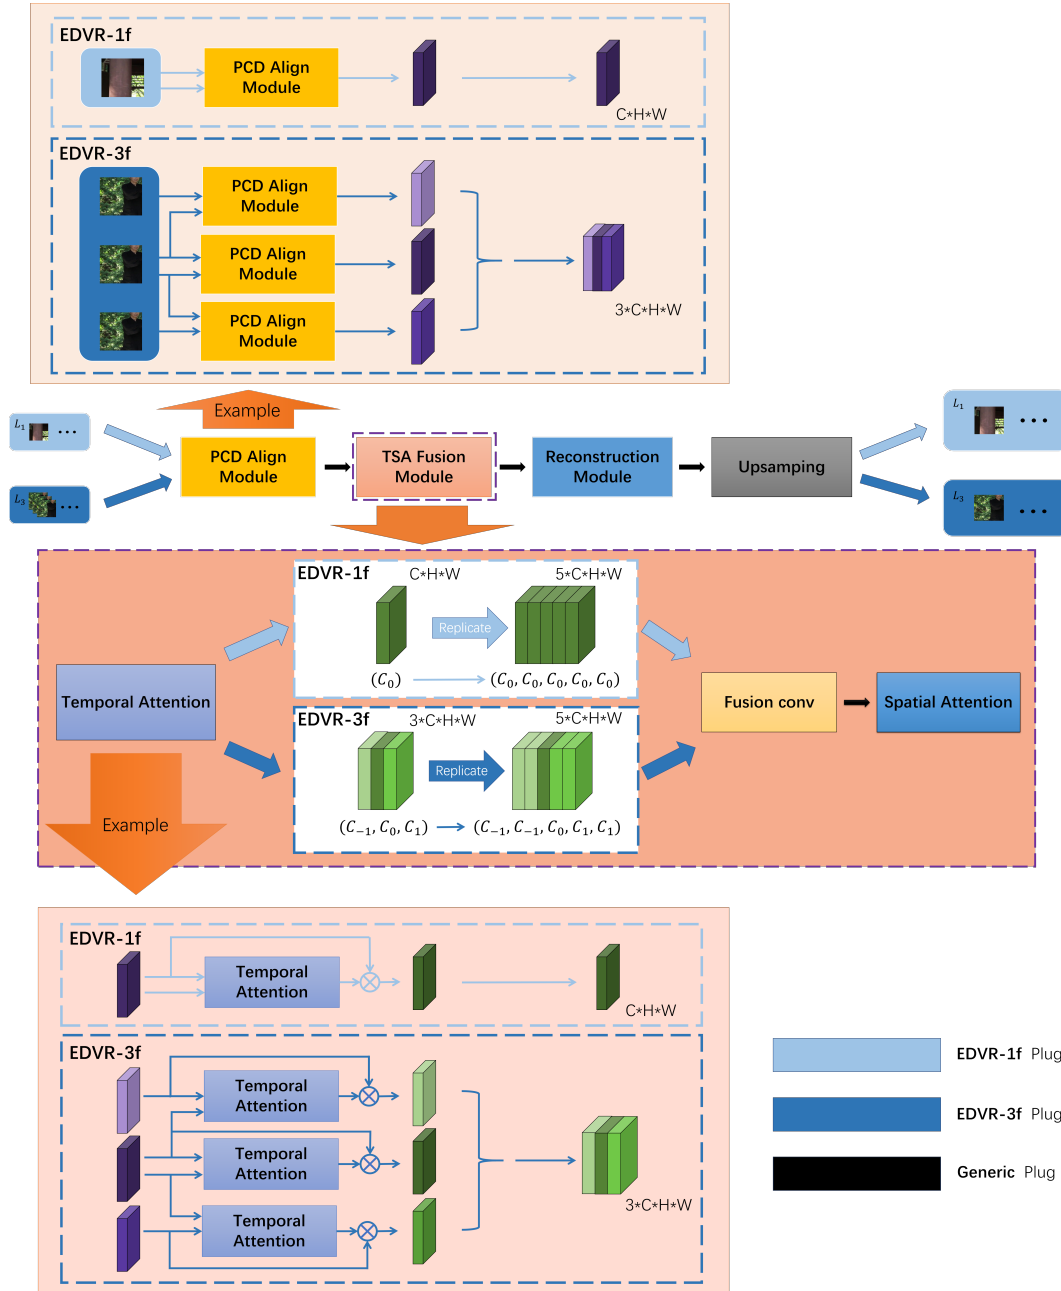 EDVR-1f
PCD Align
Module
C*H*W
EDVR-3f
PCD Align
Module
PCD Align
Module
PCD Align
Module
3*C*H*W
Example
L₁ •••
L₃ •••
PCD Align
Module
TSA Fusion
Module
Reconstruction
Module
Upsamping
L₁ •••
L₃ •••
EDVR-1f
C*H*W
5*C*H*W
Replicate
(C₀)
(C₀, C₀, C₀, C₀, C₀)
Temporal Attention
EDVR-3f
3*C*H*W
5*C*H*W
Replicate
(C₋₁, C₀, C₁)
(C₋₁, C₋₁, C₀, C₁, C₁)
Fusion conv
Spatial Attention
Example
EDVR-1f
Temporal
Attention
C*H*W
EDVR-3f
Temporal
Attention
Temporal
Attention
Temporal
Attention
3*C*H*W
EDVR-1f Plug
EDVR-3f Plug
Generic Plug